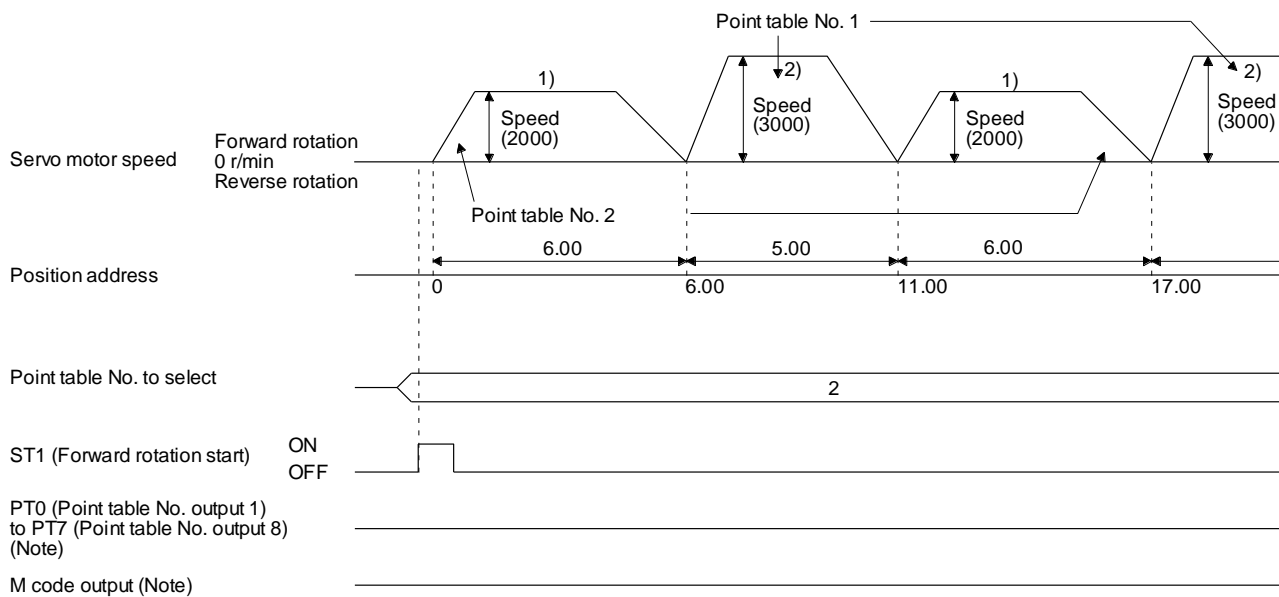 Point table No. 1
1)
2)
1)
2)
Speed
(2000)
Speed
(3000)
Speed
(2000)
Speed
(3000)
Servo motor speed
Forward rotation
0 r/min
Reverse rotation
Point table No. 2
6.00
5.00
6.00
Position address
0
6.00
11.00
17.00
Point table No. to select
2
ST1 (Forward rotation start)
ON
OFF
PT0 (Point table No. output 1)
to PT7 (Point table No. output 8)
(Note)
M code output (Note)